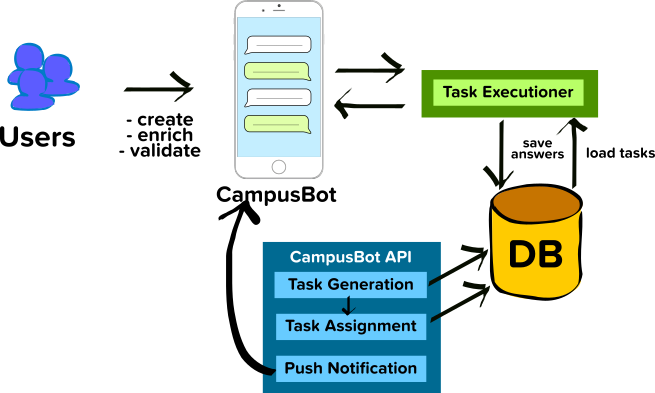 Users
- create
- enrich
- validate
CampusBot
Task Executioner
save
answers
load tasks
DB
CampusBot API
Task Generation
Task Assignment
Push Notification